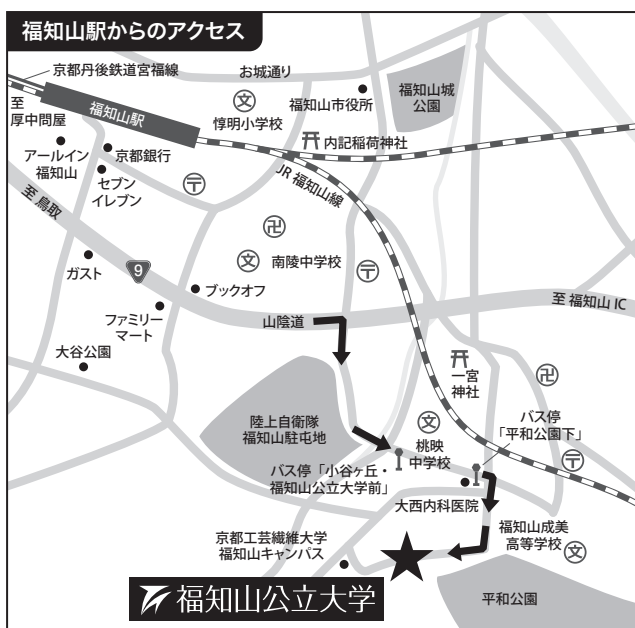 福知山駅からのアクセス
京都丹後鉄道宮福線
お城通り
至
厚中問屋
福知山駅
文
惇明小学校
福知山市役所
福知山城
公園
アールイン
福知山
京都銀行
セブン
イレブン
内記稲荷神社
JR 福知山線
至 鳥取
文
南陵中学校
ガスト
9
ブックオフ
ファミリー
マート
山陰道
至 福知山 IC
大谷公園
一宮
神社
陸上自衛隊
福知山駐屯地
文
桃映
中学校
バス停
「平和公園下」
バス停「小谷ヶ丘・
福知山公立大学前」
大西内科医院
京都工芸繊維大学
福知山キャンパス
福知山成美
高等学校
文
福知山公立大学
平和公園